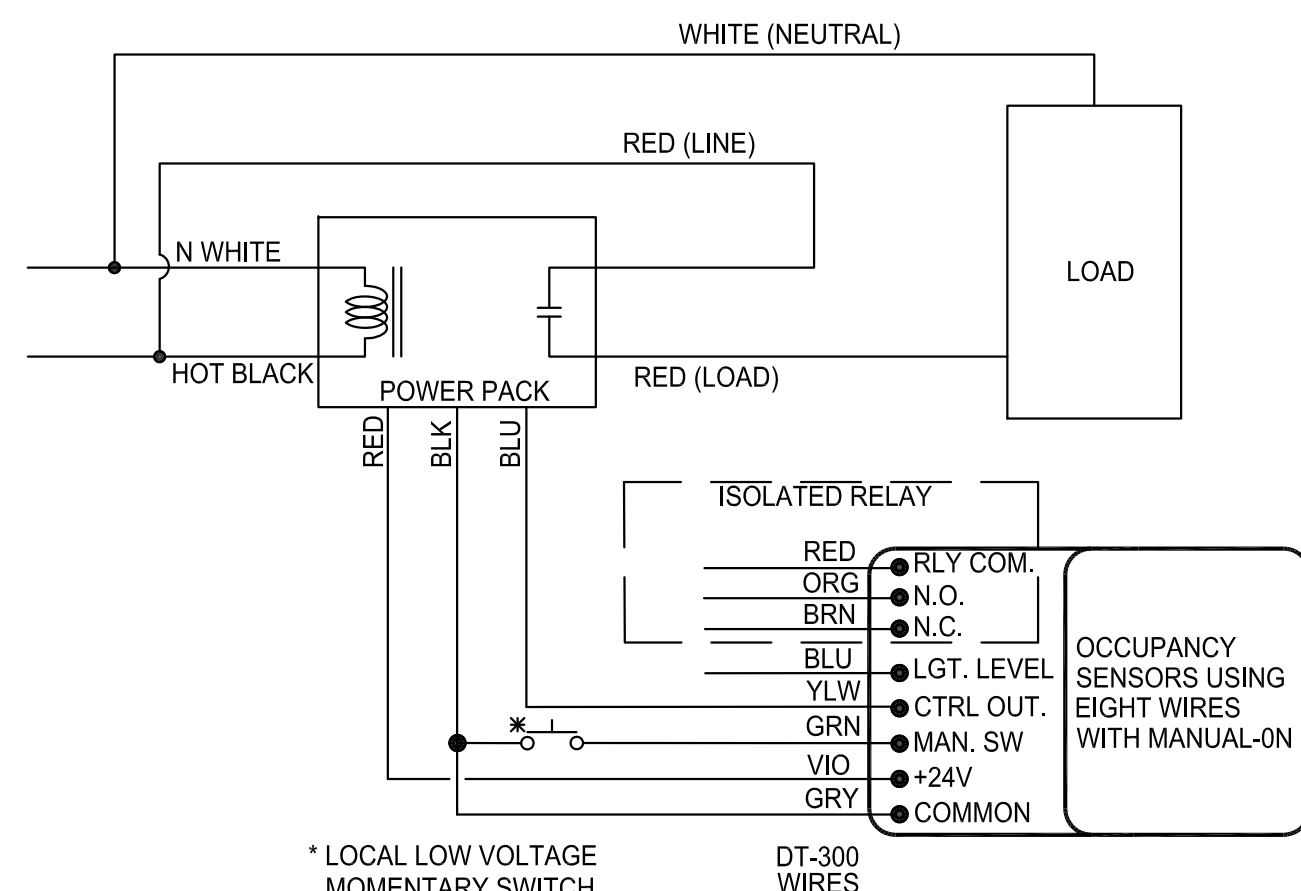 WHITE (NEUTRAL)
RED (LINE)
N WHITE
LOAD
HOT BLACK
POWER PACK
RED (LOAD)
RED
BLK
BLU
ISOLATED RELAY
RED
RLY COM.
ORG
N.O.
BRN
N.C.
BLU
LGT. LEVEL
YLW
CTRL OUT.
GRN
MAN. SW
VIO
+24V
GRY
COMMON
OCCUPANCY
SENSORS USING
EIGHT WIRES
WITH MANUAL-0N
*
* LOCAL LOW VOLTAGE
MOMENTARY SWITCH
DT-300
WIRES